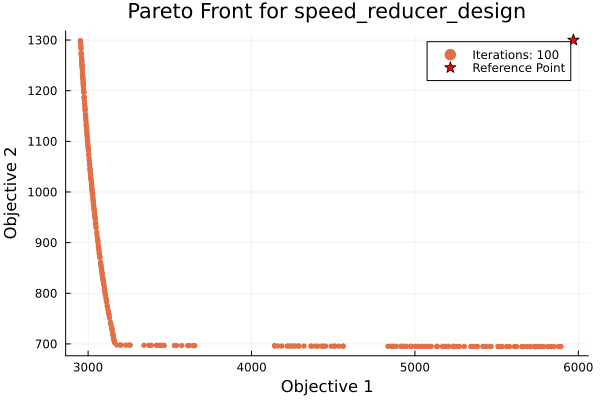 Pareto Front for speed_reducer_design
1300
1200
1100
1000
900
800
700
Objective 2
Iterations: 100
Reference Point
3000
4000
5000
6000
Objective 1